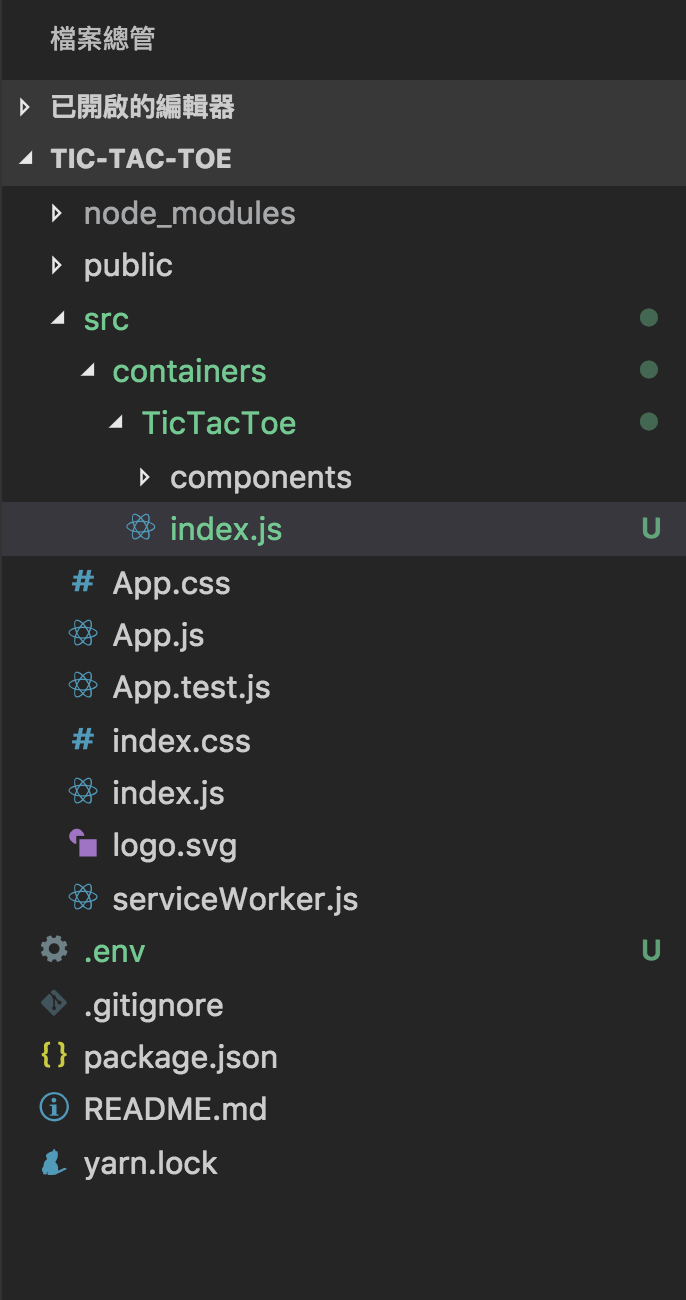 檔案總管
已開啟的編輯器
TIC-TAC-TOE
node_modules
public
src
containers
TicTacToe
components
index.js U
App.css
App.js
App.test.js
index.css
index.js
logo.svg
serviceWorker.js
.env U
.gitignore
package.json
README.md
yarn.lock